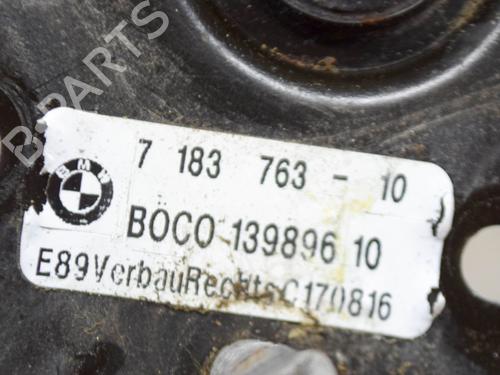 B-PARTS
BMW
7 183 763 - 10
BOCO 139896 10
E89VerbauRechtsC170816